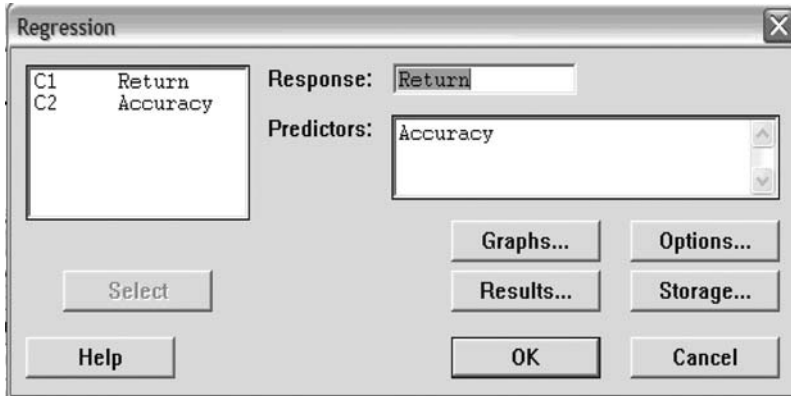 Regression
C1 Return
C2 Accuracy
Response: Return
Predictors: Accuracy
Graphs... Options...
Select Results... Storage...
Help OK Cancel